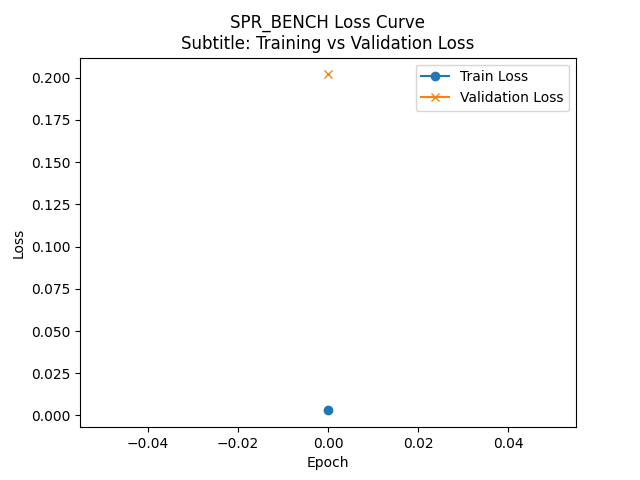 SPR_BENCH Loss Curve
Subtitle: Training vs Validation Loss
Train Loss
Validation Loss
0.200
0.175
0.150
0.125
0.100
0.075
0.050
0.025
0.000
Loss
−0.04 −0.02 0.00 0.02 0.04
Epoch